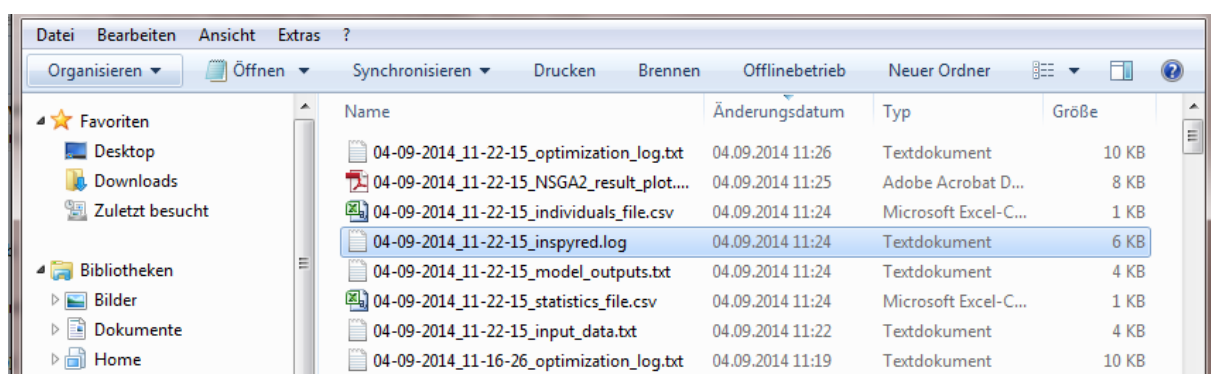 Datei Bearbeiten Ansicht Extras ?
Organisieren Öffnen Synchronisieren Drucken Brennen Offlinebetrieb Neuer Ordner
Favoriten
Desktop
Downloads
Zuletzt besucht
Bibliotheken
Bilder
Dokumente
Home
Name Änderungsdatum Typ Größe
04-09-2014_11-22-15_optimization_log.txt 04.09.2014 11:26 Textdokument 10 KB
04-09-2014_11-22-15_NSGA2_result_plot.... 04.09.2014 11:25 Adobe Acrobat D... 8 KB
04-09-2014_11-22-15_individuals_file.csv 04.09.2014 11:24 Microsoft Excel-C... 1 KB
04-09-2014_11-22-15_inspyred.log 04.09.2014 11:24 Textdokument 6 KB
04-09-2014_11-22-15_model_outputs.txt 04.09.2014 11:24 Textdokument 4 KB
04-09-2014_11-22-15_statistics_file.csv 04.09.2014 11:24 Microsoft Excel-C... 1 KB
04-09-2014_11-22-15_input_data.txt 04.09.2014 11:22 Textdokument 4 KB
04-09-2014_11-16-26_optimization_log.txt 04.09.2014 11:19 Textdokument 10 KB